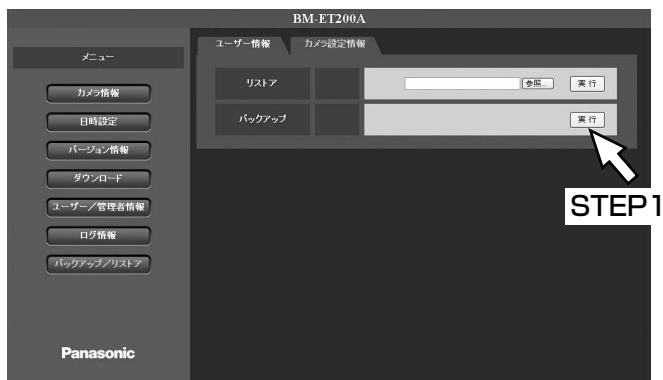 BM-ET200A
メニュー
カメラ情報
日時設定
バージョン情報
ダウンロード
ユーザー/管理者情報
ログ情報
バックアップ/リストア
Panasonic
ユーザー情報 カメラ設定情報
リストア 参照... 実行
バックアップ 実行
STEP1